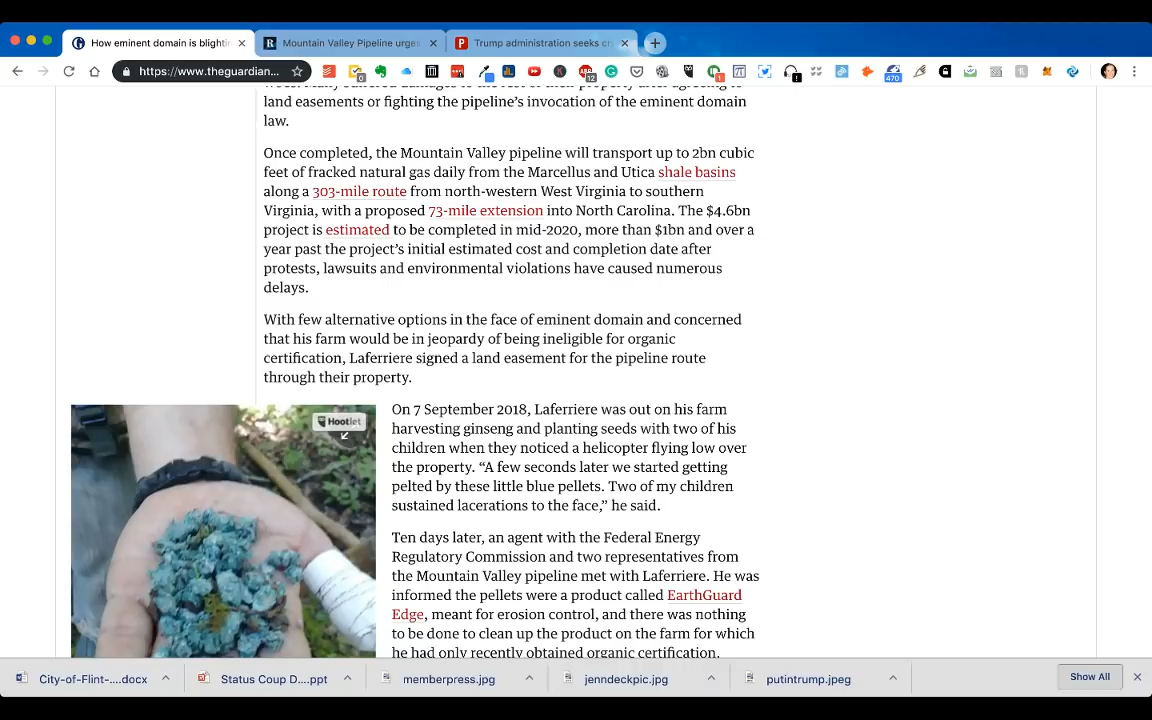 How eminent domain is blighti
Mountain Valley Pipeline urges
Trump administration seeks cr
https://www.theguardian...
0
12
1
!
470
land easements or fighting the pipeline's invocation of the eminent domain
law.
Once completed, the Mountain Valley pipeline will transport up to 2bn cubic
feet of fracked natural gas daily from the Marcellus and Utica shale basins
along a 303-mile route from north-western West Virginia to southern
Virginia, with a proposed 73-mile extension into North Carolina. The $4.6bn
project is estimated to be completed in mid-2020, more than $1bn and over a
year past the project's initial estimated cost and completion date after
protests, lawsuits and environmental violations have caused numerous
delays.
With few alternative options in the face of eminent domain and concerned
that his farm would be in jeopardy of being ineligible for organic
certification, Laferriere signed a land easement for the pipeline route
through their property.
Hootlet
On 7 September 2018, Laferriere was out on his farm
harvesting ginseng and planting seeds with two of his
children when they noticed a helicopter flying low over
the property. “A few seconds later we started getting
pelted by these little blue pellets. Two of my children
sustained lacerations to the face,” he said.
Ten days later, an agent with the Federal Energy
Regulatory Commission and two representatives from
the Mountain Valley pipeline met with Laferriere. He was
informed the pellets were a product called EarthGuard
Edge, meant for erosion control, and there was nothing
to be done to clean up the product on the farm for which
he had only recently obtained organic certification.
City-of-Flint-....docx
Status Coup D....ppt
memberpress.jpg
jenndeckpic.jpg
putintrump.jpeg
Show All